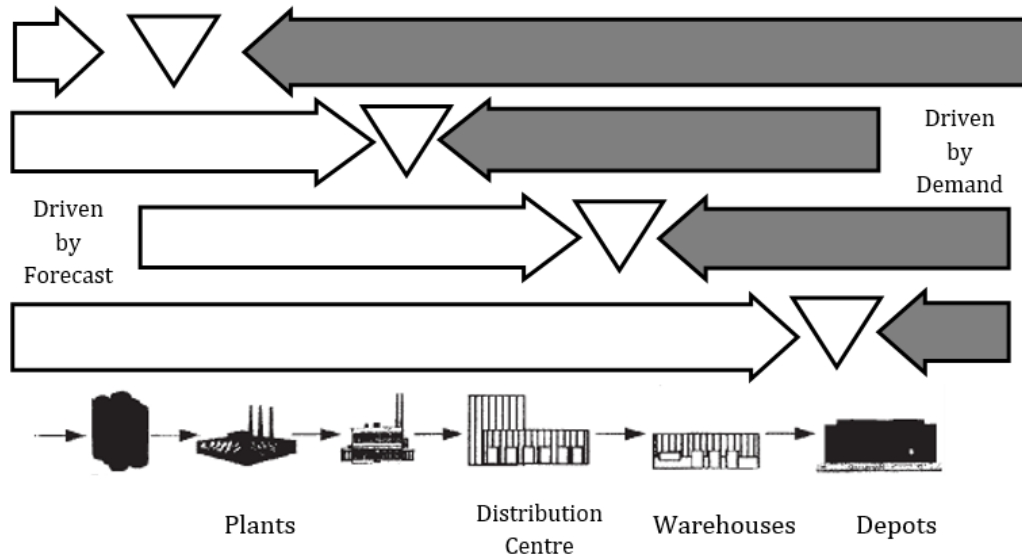 Driven
by
Demand
Driven
by
Forecast
Plants
Distribution
Centre
Warehouses
Depots